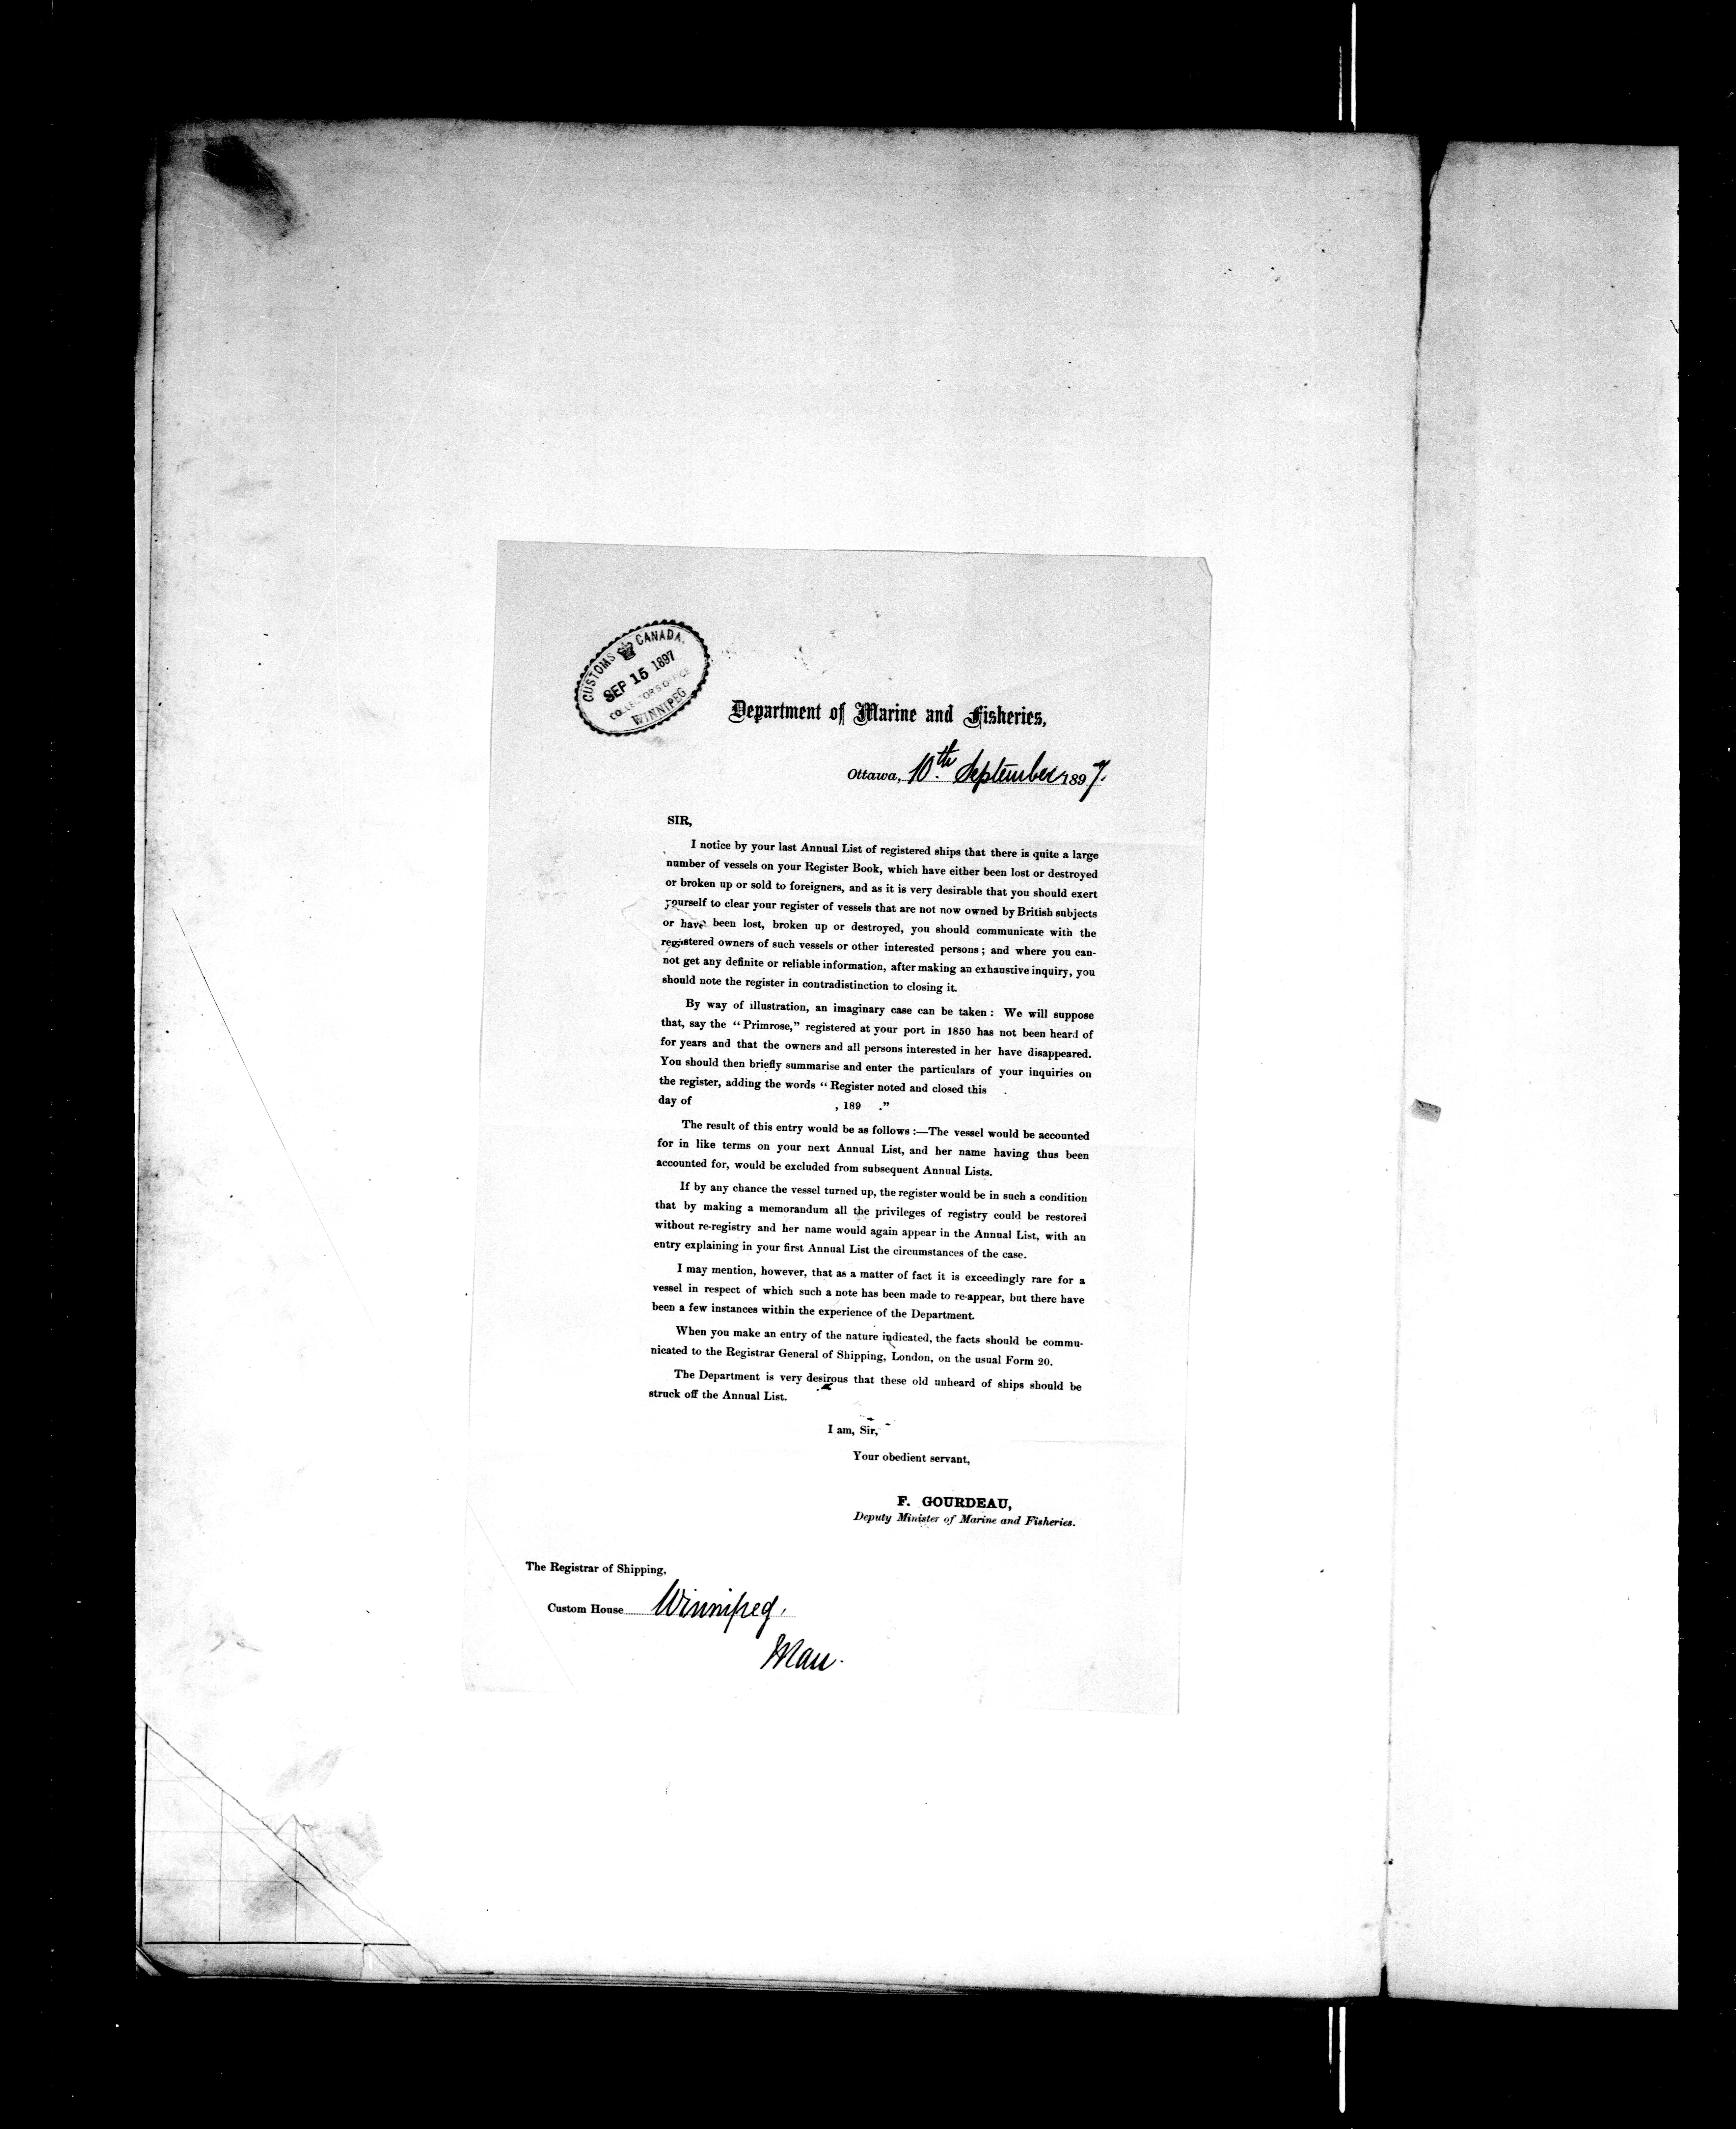 CUSTOMS CANADA.
SEP 15 1897
COLLECTOR'S OFFICE
WINNIPEG
Department of Marine and Fisheries,
Ottawa, 10th September 1897.
SIR,
I notice by your last Annual List of registered ships that there is quite a large
number of vessels on your Register Book, which have either been lost or destroyed
or broken up or sold to foreigners, and as it is very desirable that you should exert
yourself to clear your register of vessels that are not now owned by British subjects
or have been lost, broken up or destroyed, you should communicate with the
registered owners of such vessels or other interested persons; and where you can-
not get any definite or reliable information, after making an exhaustive inquiry, you
should note the register in contradistinction to closing it.
By way of illustration, an imaginary case can be taken: We will suppose
that, say the "Primrose," registered at your port in 1850 has not been heard of
for years and that the owners and all persons interested in her have disappeared.
You should then briefly summarise and enter the particulars of your inquiries on
the register, adding the words "Register noted and closed this
day of , 189 ."
The result of this entry would be as follows:—The vessel would be accounted
for in like terms on your next Annual List, and her name having thus been
accounted for, would be excluded from subsequent Annual Lists.
If by any chance the vessel turned up, the register would be in such a condition
that by making a memorandum all the privileges of registry could be restored
without re-registry and her name would again appear in the Annual List, with an
entry explaining in your first Annual List the circumstances of the case.
I may mention, however, that as a matter of fact it is exceedingly rare for a
vessel in respect of which such a note has been made to re-appear, but there have
been a few instances within the experience of the Department.
When you make an entry of the nature indicated, the facts should be commu-
nicated to the Registrar General of Shipping, London, on the usual Form 20.
The Department is very desirous that these old unheard of ships should be
struck off the Annual List.
I am, Sir,
Your obedient servant,
F. GOURDEAU,
Deputy Minister of Marine and Fisheries.
The Registrar of Shipping,
Custom House Winnipeg,
Man.